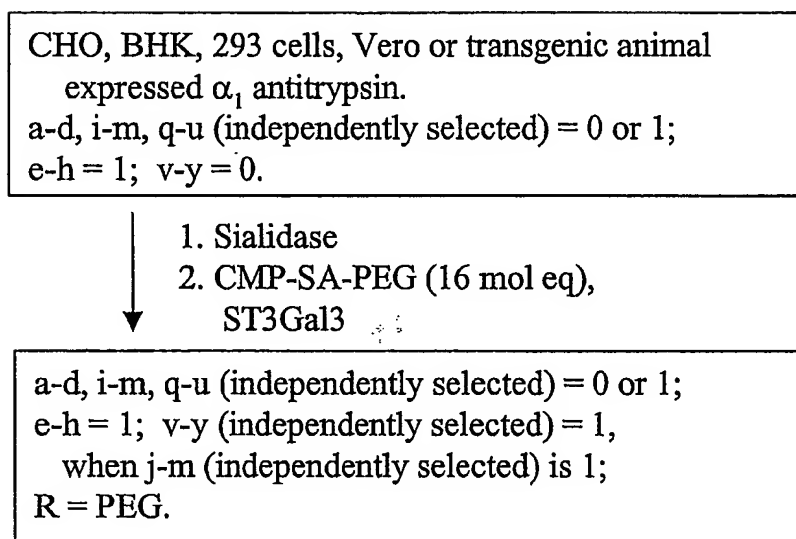 CHO, BHK, 293 cells, Vero or transgenic animal
expressed α₁ antitrypsin.
a-d, i-m, q-u (independently selected) = 0 or 1;
e-h = 1; v-y = 0.
1. Sialidase
2. CMP-SA-PEG (16 mol eq),
ST3Gal3
a-d, i-m, q-u (independently selected) = 0 or 1;
e-h = 1; v-y (independently selected) = 1,
when j-m (independently selected) is 1;
R = PEG.